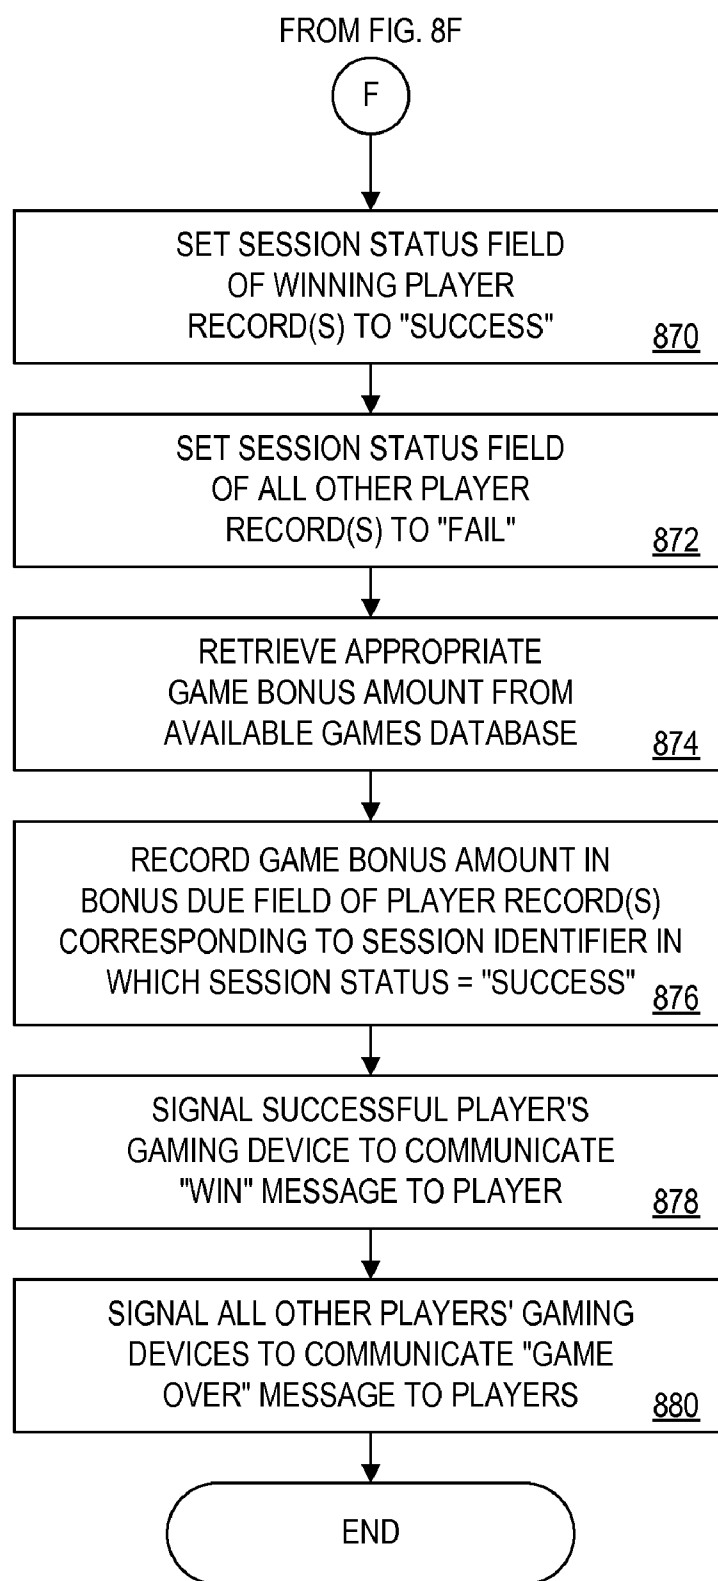 FROM FIG. 8F
F
SET SESSION STATUS FIELD
OF WINNING PLAYER
RECORD(S) TO "SUCCESS"
870
SET SESSION STATUS FIELD
OF ALL OTHER PLAYER
RECORD(S) TO "FAIL"
872
RETRIEVE APPROPRIATE
GAME BONUS AMOUNT FROM
AVAILABLE GAMES DATABASE
874
RECORD GAME BONUS AMOUNT IN
BONUS DUE FIELD OF PLAYER RECORD(S)
CORRESPONDING TO SESSION IDENTIFIER IN
WHICH SESSION STATUS = "SUCCESS"
876
SIGNAL SUCCESSFUL PLAYER'S
GAMING DEVICE TO COMMUNICATE
"WIN" MESSAGE TO PLAYER
878
SIGNAL ALL OTHER PLAYERS' GAMING
DEVICES TO COMMUNICATE "GAME
OVER" MESSAGE TO PLAYERS
880
END